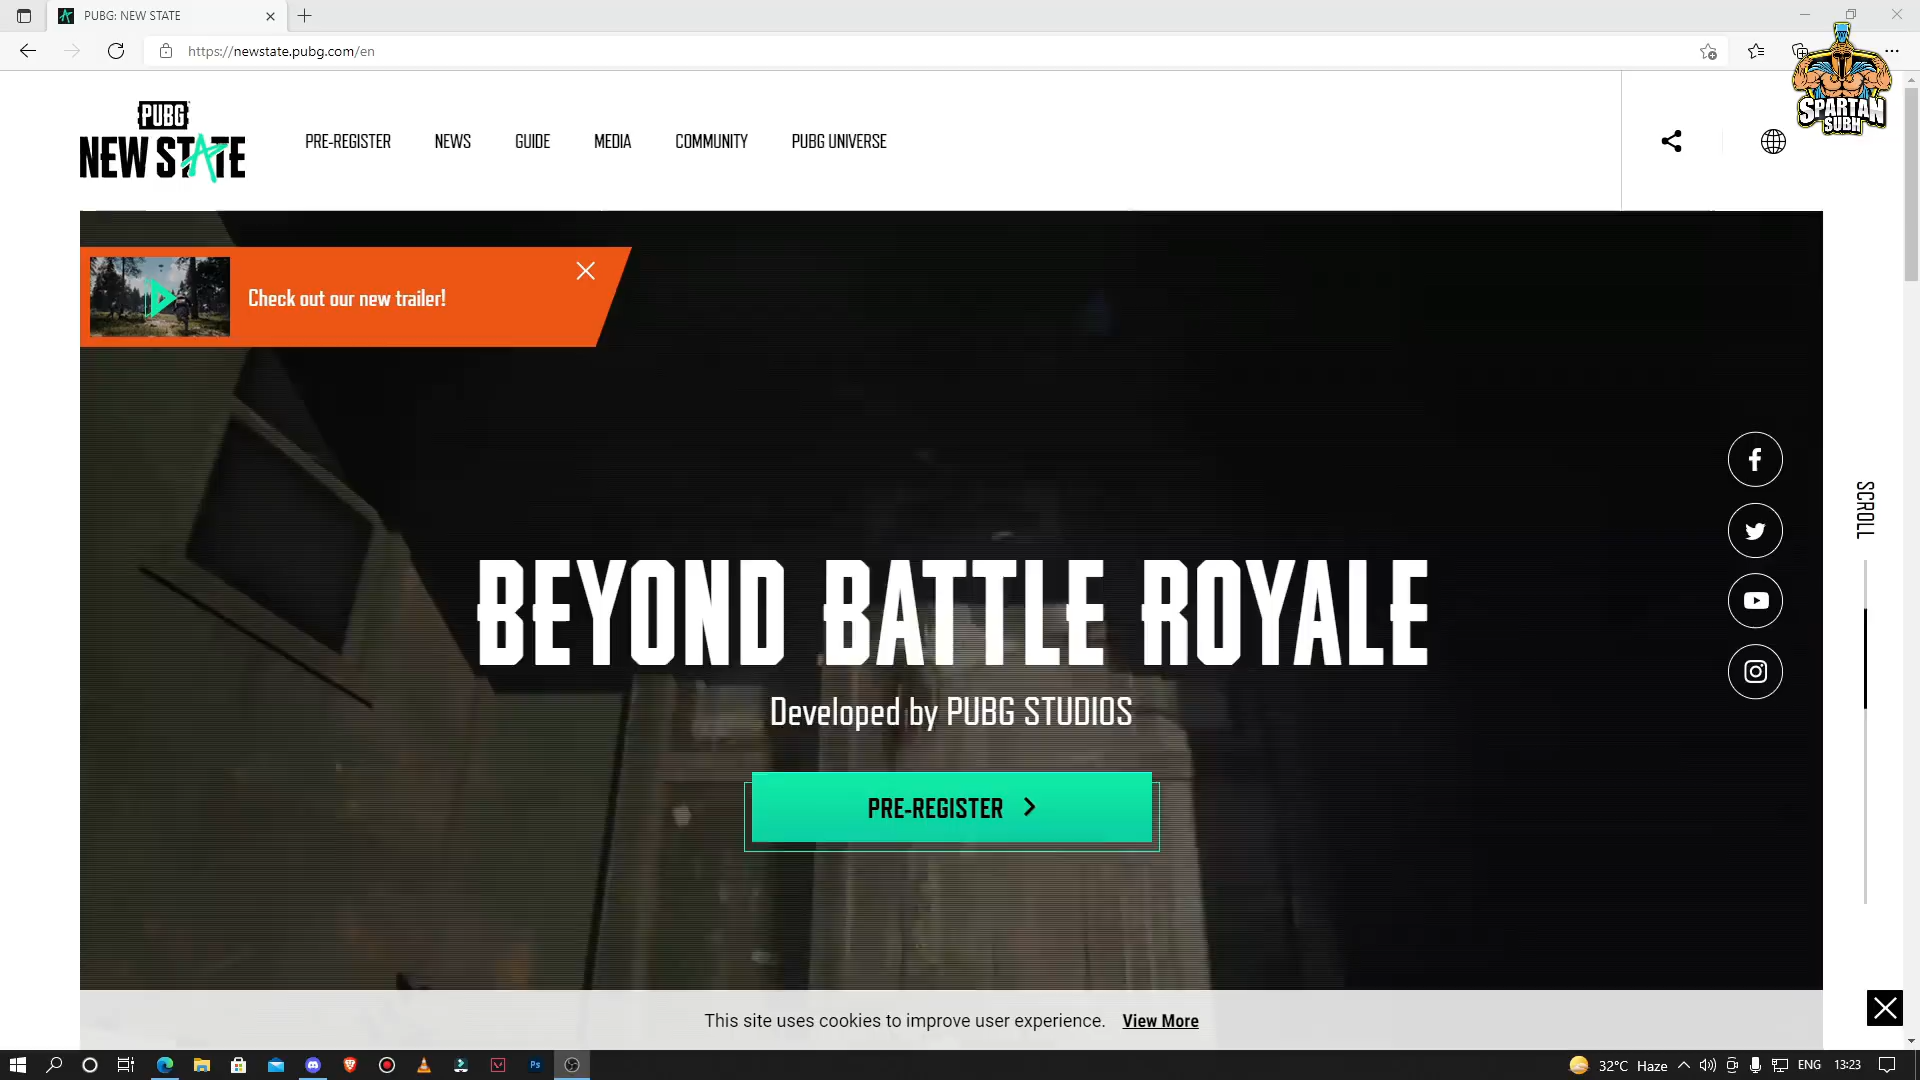 PUBG: NEW STATE
https://newstate.pubg.com/en
SPARTAN
SUBH
PUBG
NEW STATE
PRE-REGISTER
NEWS
GUIDE
MEDIA
COMMUNITY
PUBG UNIVERSE
Check out our new trailer!
SCROLL
BEYOND BATTLE ROYALE
Developed by PUBG STUDIOS
PRE-REGISTER
This site uses cookies to improve user experience. View More
Ps
32°C Haze
ENG
13:23